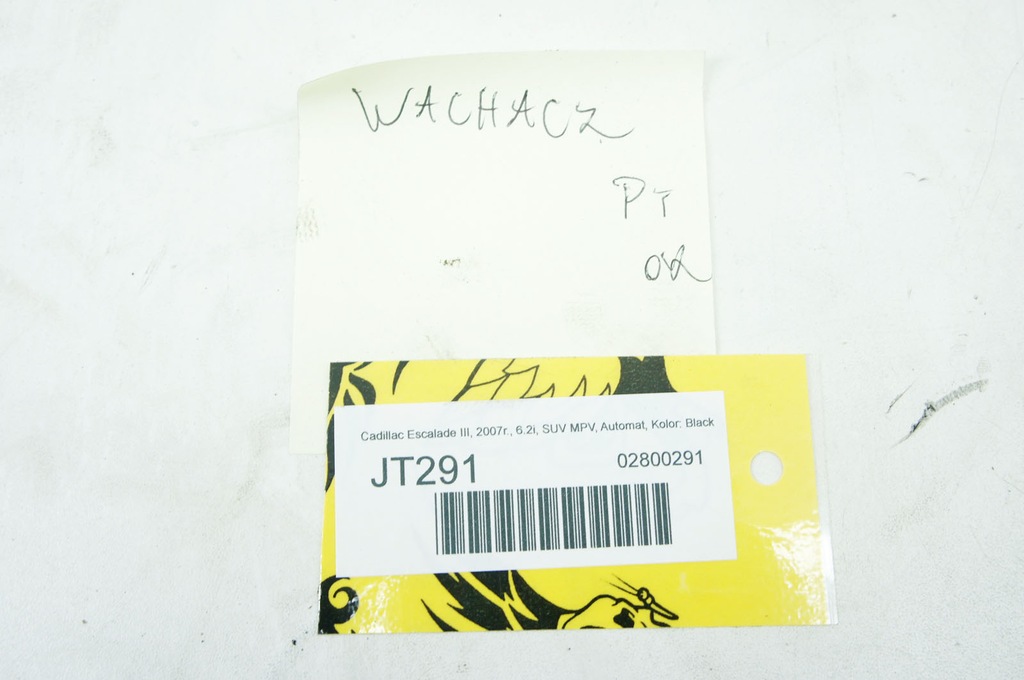 WACHACZ
PT
OK
Cadillac Escalade III, 2007r., 6.2i, SUV MPV, Automat, Kolor: Black
JT291
02800291